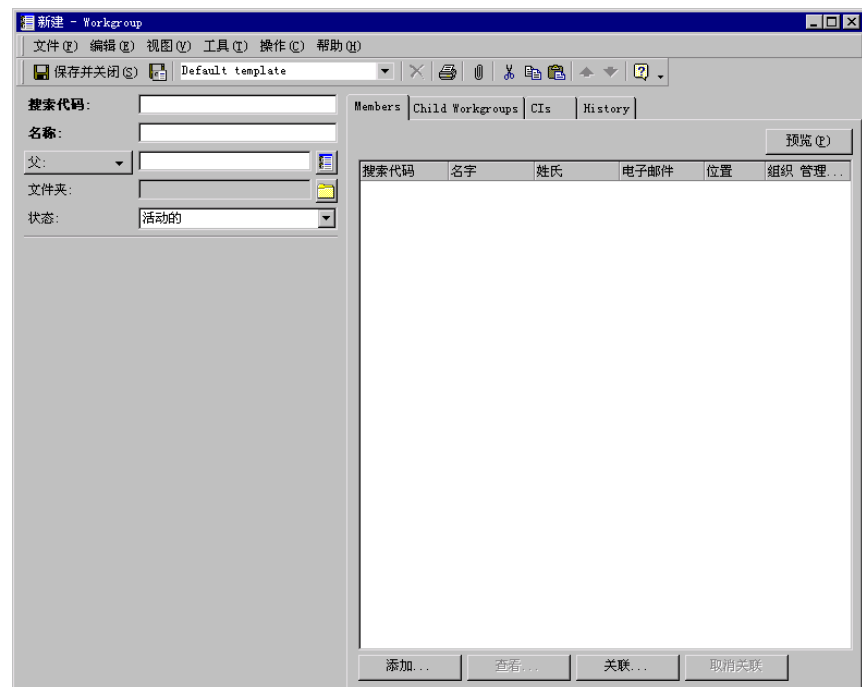 新建 - Workgroup
文件(F) 编辑(E) 视图(V) 工具(T) 操作(C) 帮助(H)
保存并关闭(S) Default template
搜索代码:
名称:
父:
文件夹:
状态: 活动的
Members Child Workgroups CIs History
预览(P)
搜索代码 名字 姓氏 电子邮件 位置 组织 管理...
添加... 查看... 关联... 取消关联